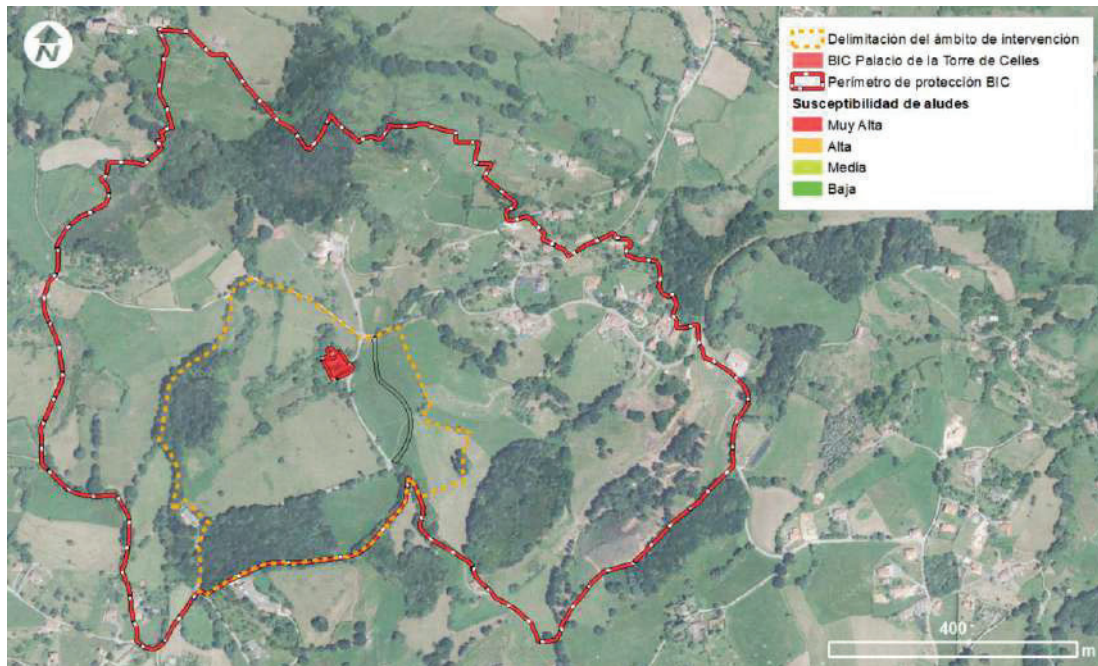 N
Delimitación del ámbito de intervención
BIC Palacio de la Torre de Celles
Perímetro de protección BIC
Susceptibilidad de aludes
Muy Alta
Alta
Media
Baja
400
m